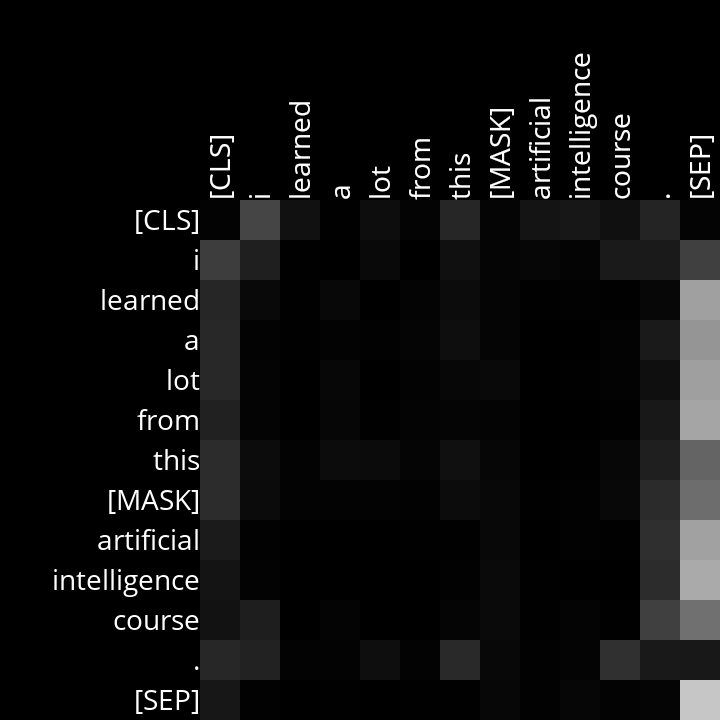 [CLS]
i
learned
a
lot
from
this
[MASK]
artificial
intelligence
course
.
[SEP]
[CLS]
i
learned
a
lot
from
this
[MASK]
artificial
intelligence
course
.
[SEP]